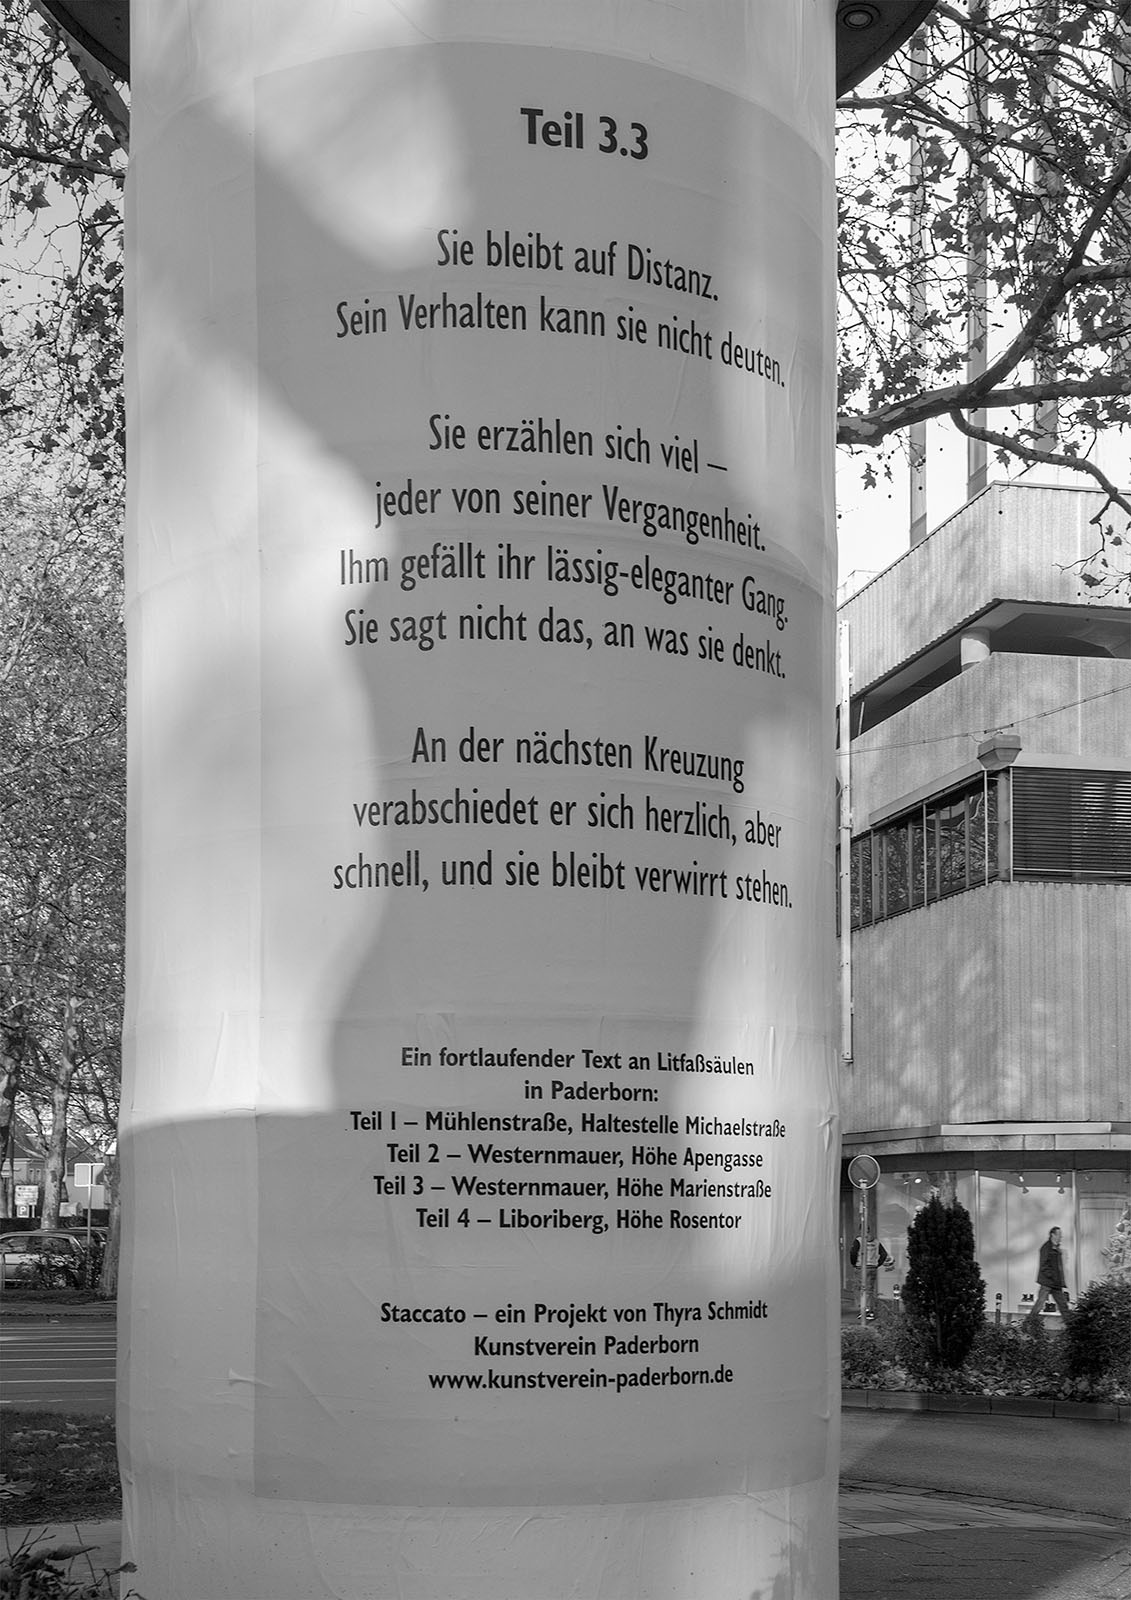 Teil 3.3
Sie bleibt auf Distanz.
Sein Verhalten kann sie nicht deuten.
Sie erzählen sich viel –
jeder von seiner Vergangenheit.
Ihm gefällt ihr lässig-eleganter Gang.
Sie sagt nicht das, an was sie denkt.
An der nächsten Kreuzung
verabschiedet er sich herzlich, aber
schnell, und sie bleibt verwirrt stehen.
Ein fortlaufender Text an Litfaßsäulen
in Paderborn:
Teil 1 – Mühlenstraße, Haltestelle Michaelstraße
Teil 2 – Westernmauer, Höhe Apengasse
Teil 3 – Westernmauer, Höhe Marienstraße
Teil 4 – Liboriberg, Höhe Rosentor
Staccato – ein Projekt von Thyra Schmidt
Kunstverein Paderborn
www.kunstverein-paderborn.de